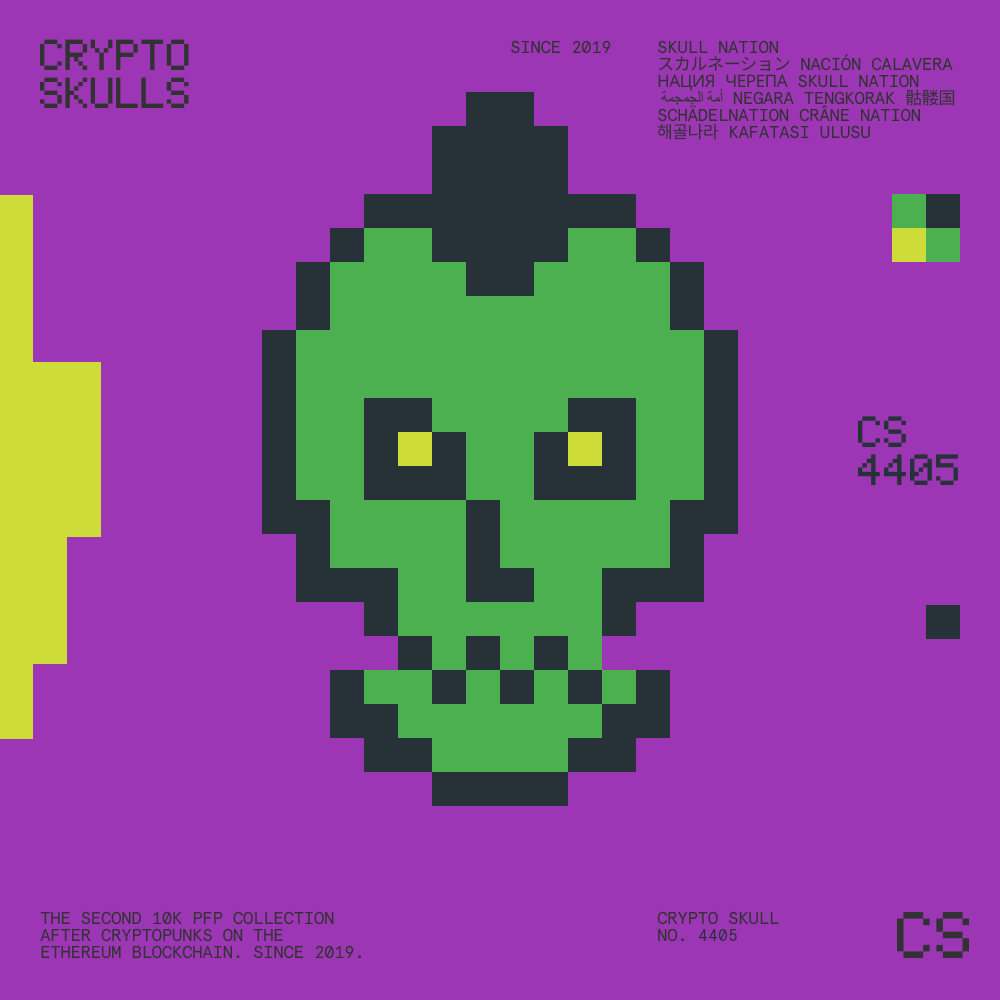 CRYPTO
SKULLS
SINCE 2019
SKULL NATION
スカルネーション NACIÓN CALAVERA
НАЦИЯ ЧЕРЕПА SKULL NATION
أمة الجمجمة NEGARA TENGKORAK 骷髅国
SCHÄDELNATION CRÂNE NATION
해골나라 KAFATASI ULUSU
CS
4405
THE SECOND 10K PFP COLLECTION
AFTER CRYPTOPUNKS ON THE
ETHEREUM BLOCKCHAIN. SINCE 2019.
CRYPTO SKULL
NO. 4405
CS